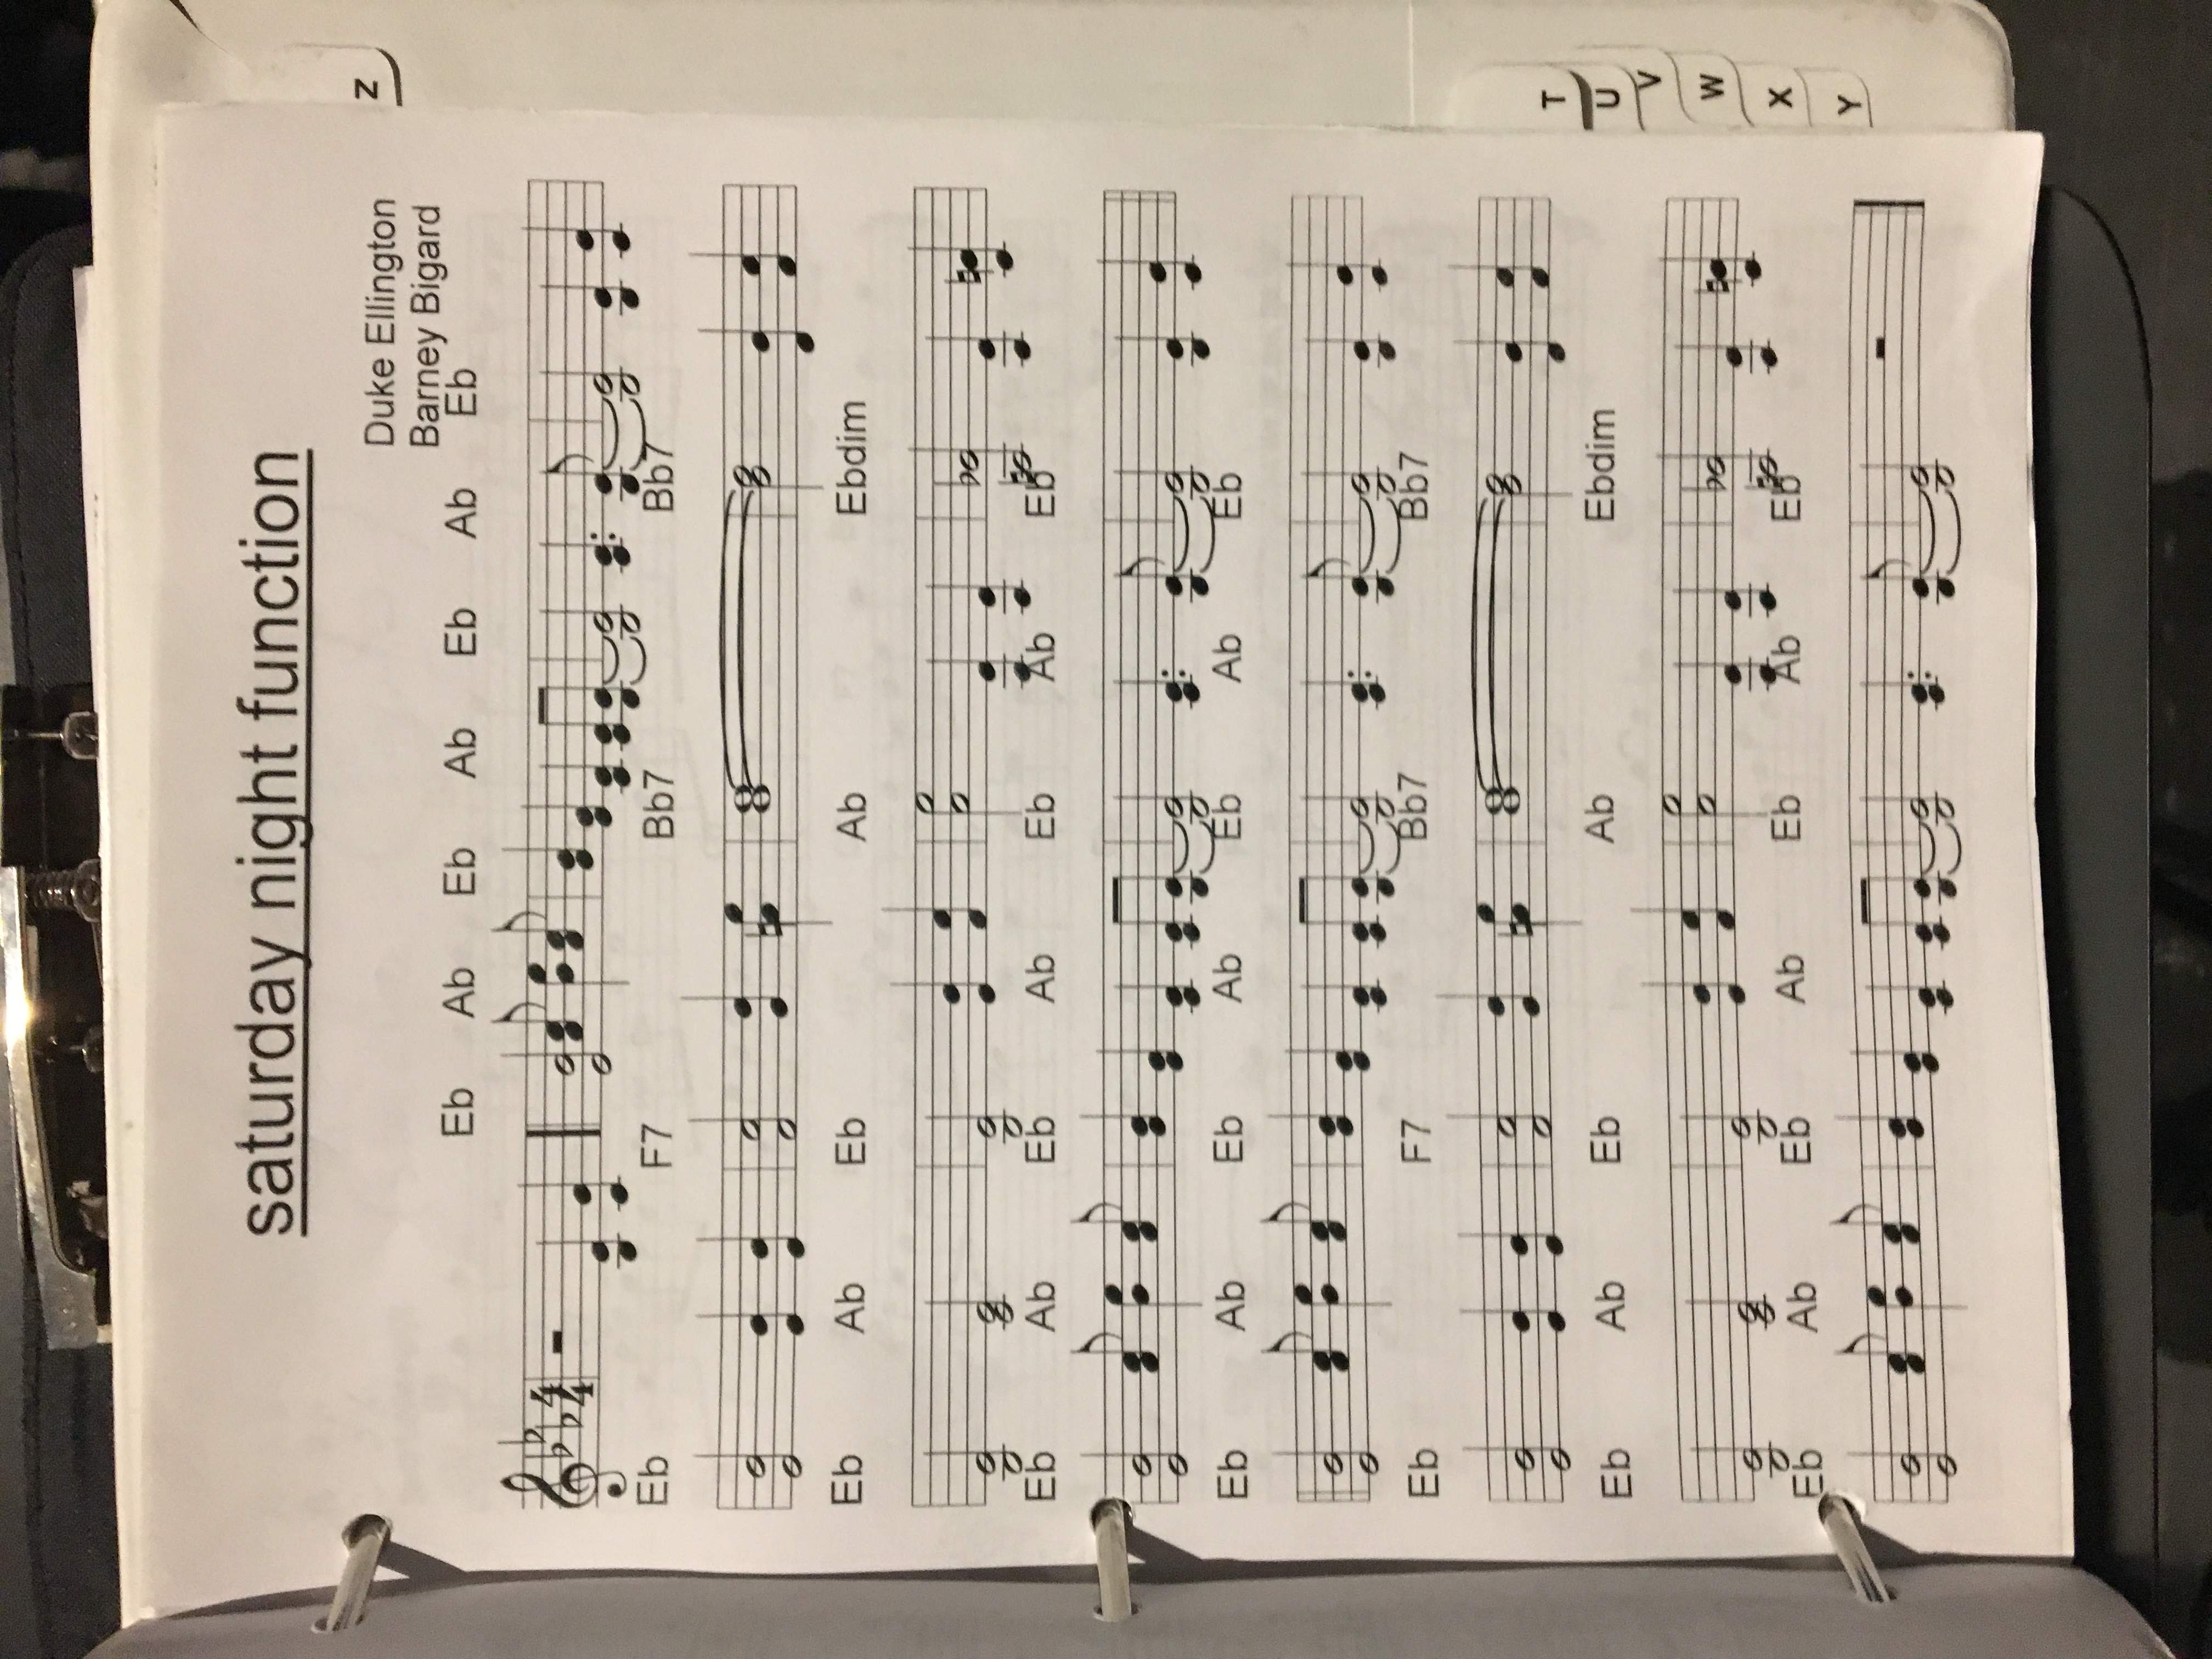 saturday night function
Duke Ellington
Barney Bigard
Eb Ab Eb Ab Eb Ab Eb
4
4
Eb F7 Bb7 Bb7
Eb Ab Eb Ab Ebdim
Eb Ab Eb Ab Eb Ab Eb
Eb Ab Eb Ab Eb Ab Eb
Eb F7 Bb7 Bb7
Eb Ab Eb Ab Ebdim
Eb Ab Eb Ab Eb Ab Eb
Z
T
U
V
W
X
Y